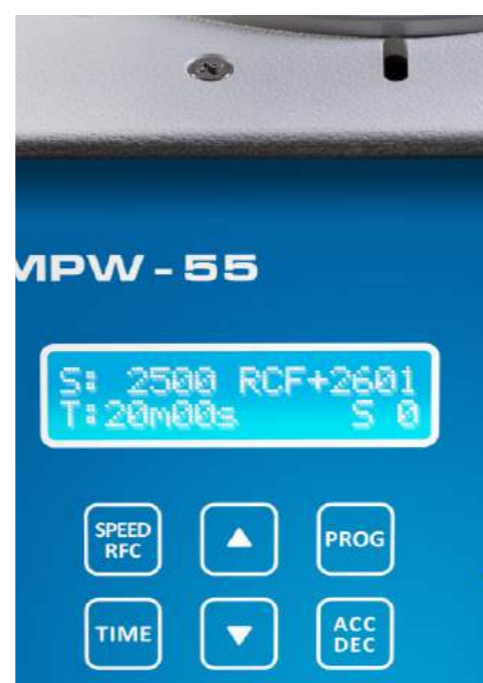 MPW - 55
S: 2500 RCF+2601
T:20m00s S 0
SPEED RFC
PROG
TIME
ACC DEC